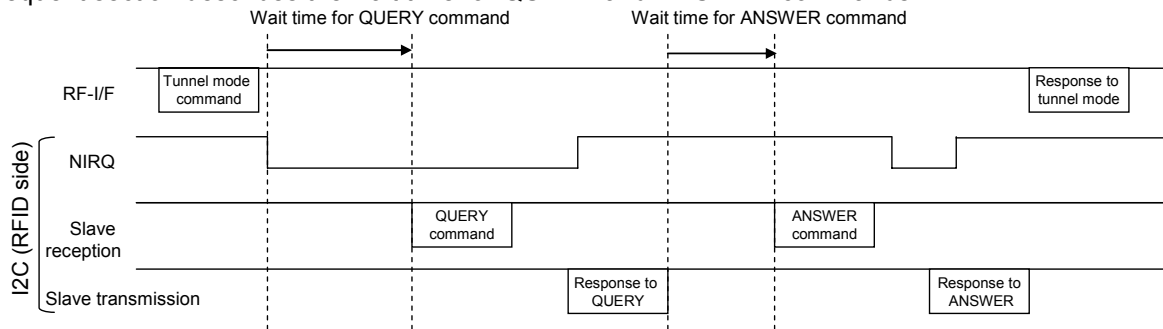 Wait time for QUERY command
Wait time for ANSWER command
RF-I/F
Tunnel mode
command
Response to
tunnel mode
I2C (RFID side)
NIRQ
Slave
reception
QUERY
command
ANSWER
command
Slave transmission
Response to
QUERY
Response to
ANSWER